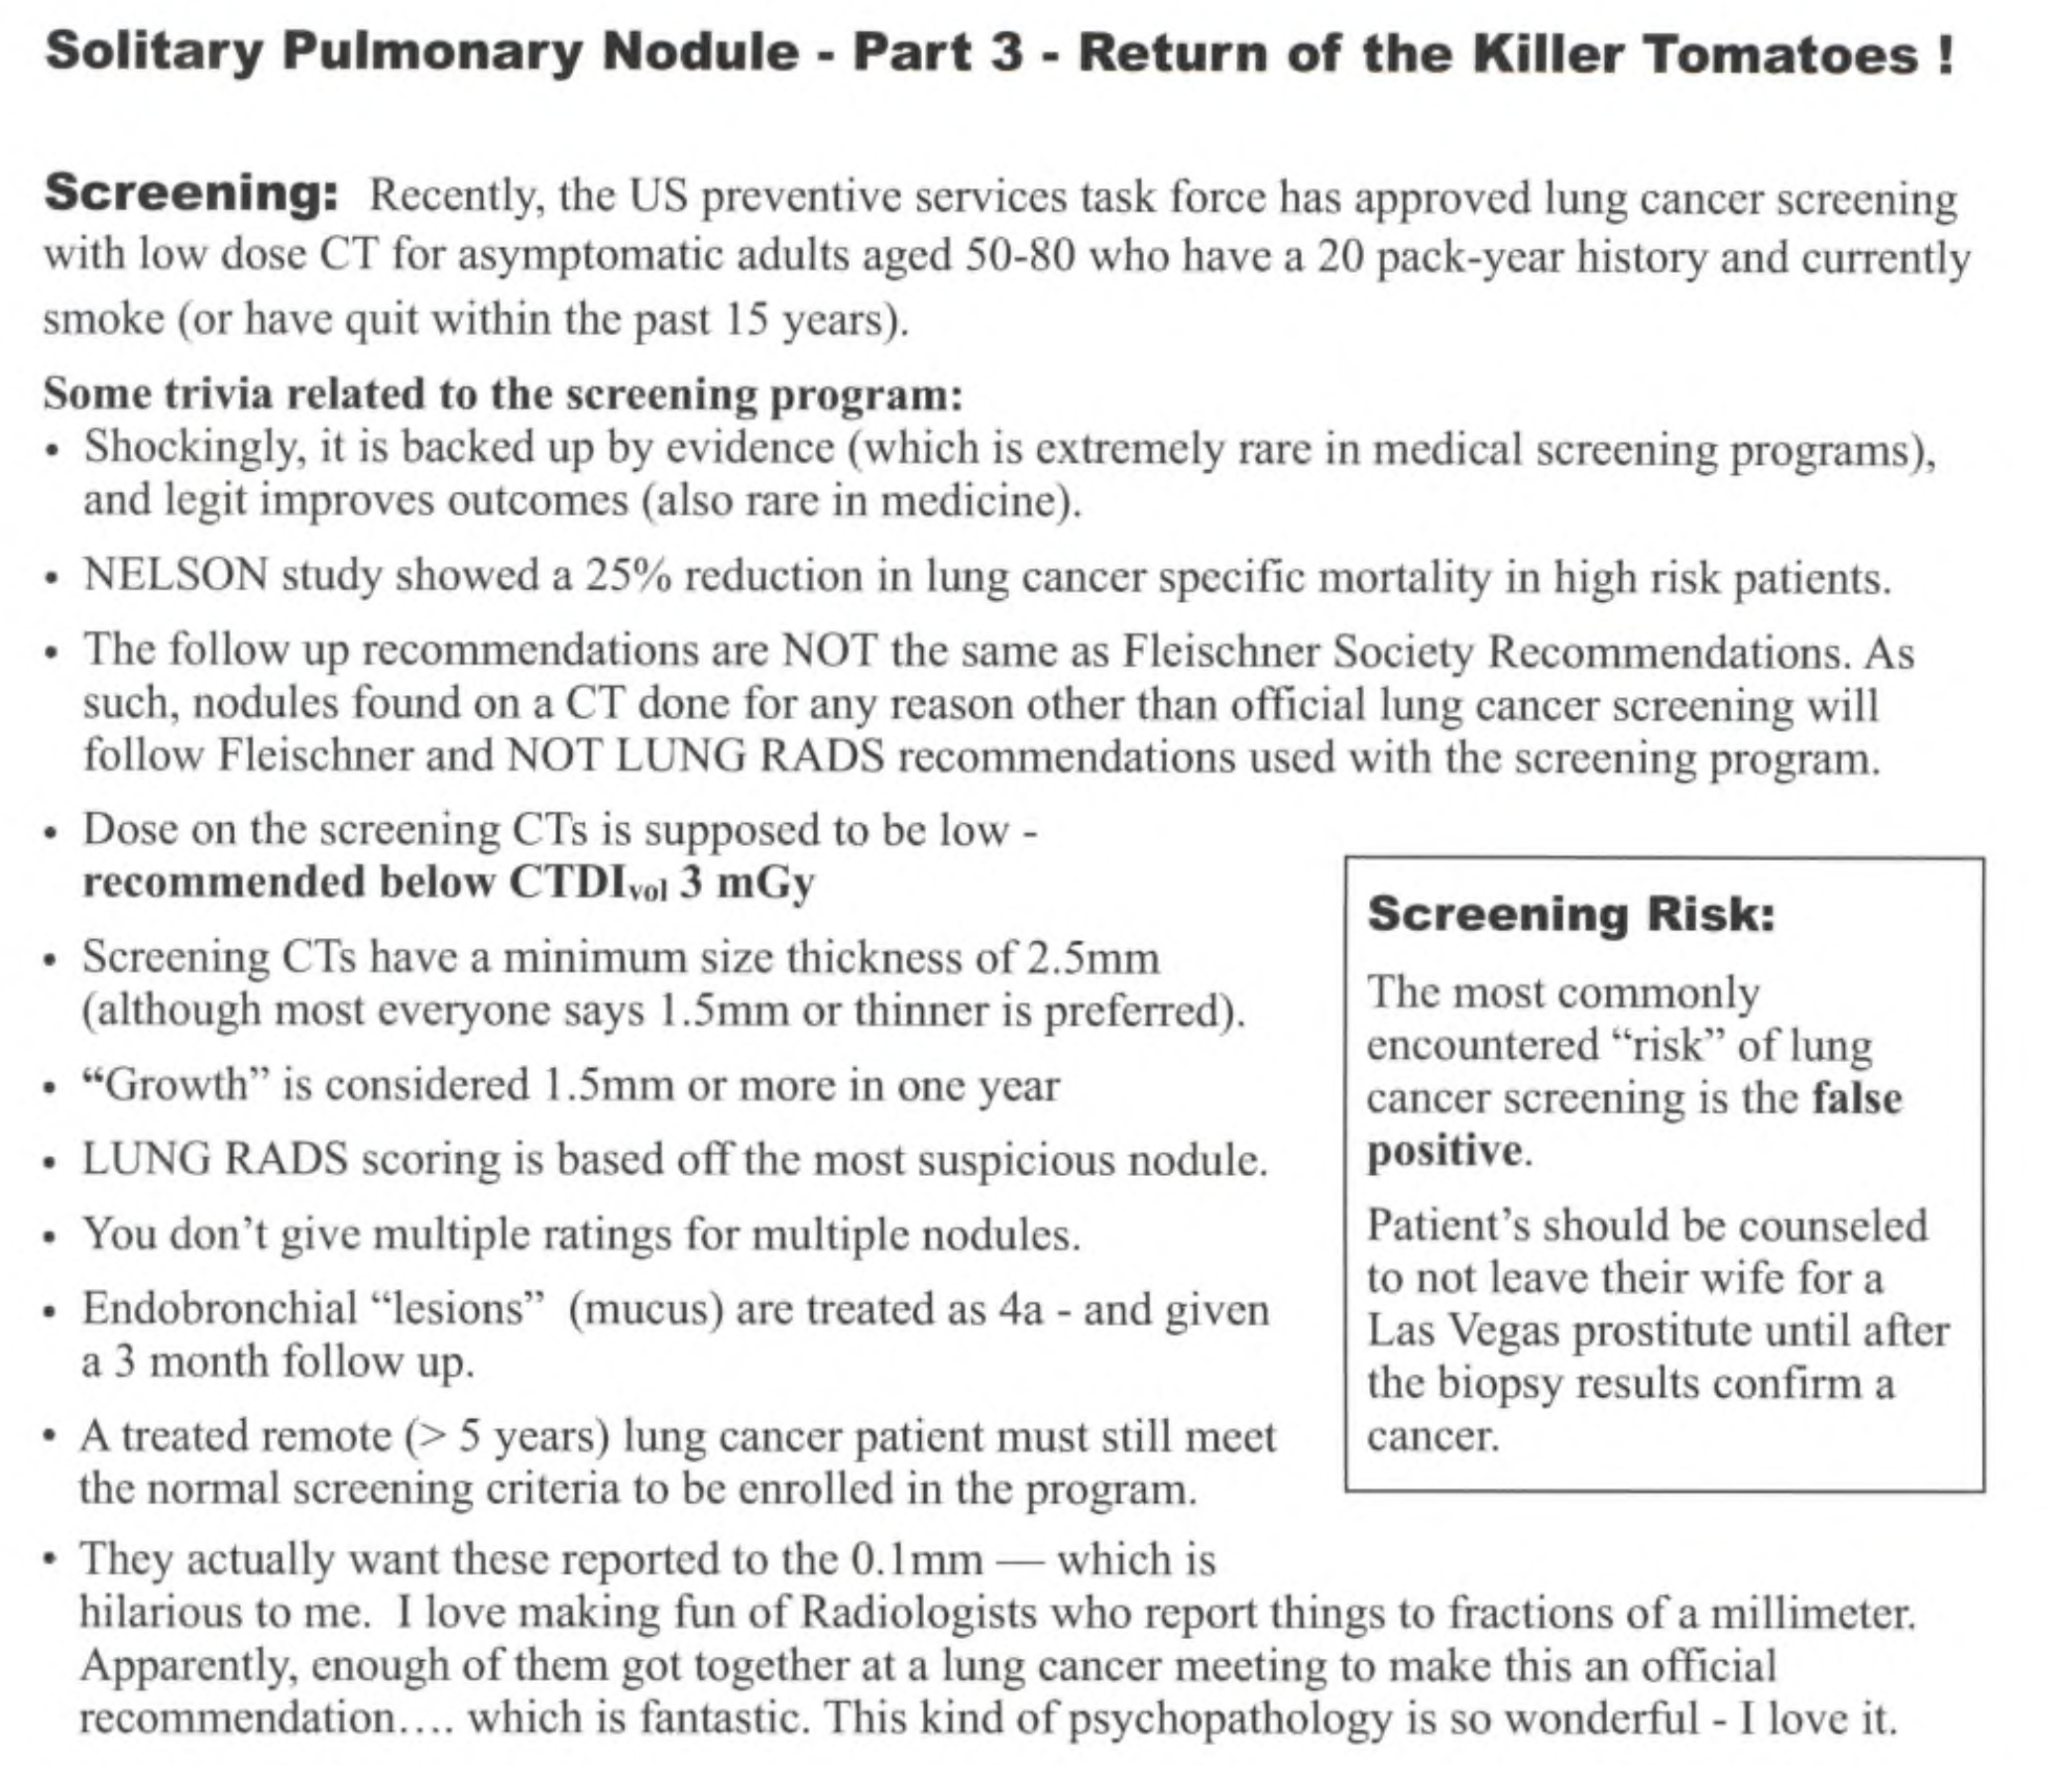 Solitary Pulmonary Nodule - Part 3 - Return of the Killer Tomatoes !
Screening: Recently, the US preventive services task force has approved lung cancer screening
with low dose CT for asymptomatic adults aged 50-80 who have a 20 pack-year history and currently
smoke (or have quit within the past 15 years).
Some trivia related to the screening program:
• Shockingly, it is backed up by evidence (which is extremely rare in medical screening programs),
and legit improves outcomes (also rare in medicine).
• NELSON study showed a 25% reduction in lung cancer specific mortality in high risk patients.
• The follow up recommendations are NOT the same as Fleischner Society Recommendations. As
such, nodules found on a CT done for any reason other than official lung cancer screening will
follow Fleischner and NOT LUNG RADS recommendations used with the screening program.
• Dose on the screening CTs is supposed to be low -
recommended below CTDIvol 3 mGy
• Screening CTs have a minimum size thickness of 2.5mm
(although most everyone says 1.5mm or thinner is preferred).
• “Growth” is considered 1.5mm or more in one year
• LUNG RADS scoring is based off the most suspicious nodule.
• You don’t give multiple ratings for multiple nodules.
• Endobronchial “lesions” (mucus) are treated as 4a - and given
a 3 month follow up.
• A treated remote (> 5 years) lung cancer patient must still meet
the normal screening criteria to be enrolled in the program.
• They actually want these reported to the 0.1mm — which is
hilarious to me. I love making fun of Radiologists who report things to fractions of a millimeter.
Apparently, enough of them got together at a lung cancer meeting to make this an official
recommendation.... which is fantastic. This kind of psychopathology is so wonderful - I love it.
Screening Risk:
The most commonly
encountered “risk” of lung
cancer screening is the false
positive.
Patient’s should be counseled
to not leave their wife for a
Las Vegas prostitute until after
the biopsy results confirm a
cancer.